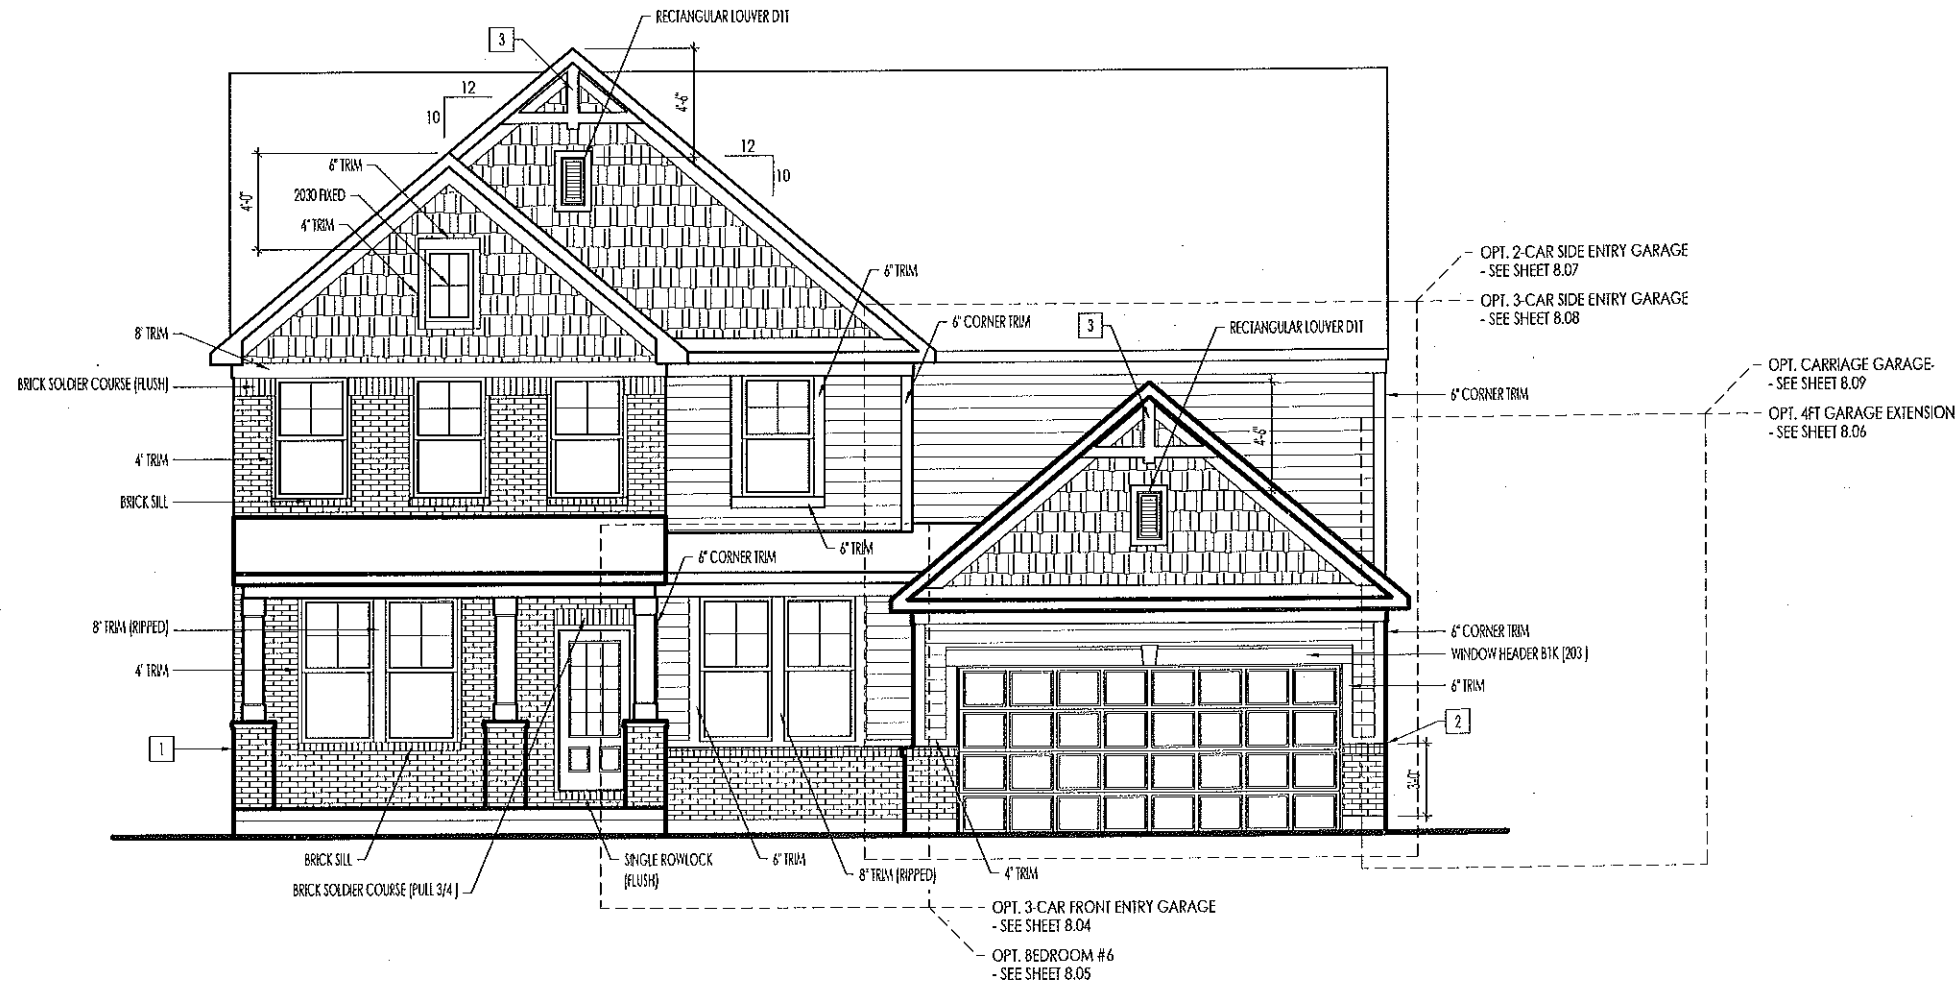 RECTANGULAR LOUVER D1T
3
12
10
4'-6"
12
10
6" TRIM
2030 FIXED
4" TRIM
4'-0"
6" TRIM
OPT. 2-CAR SIDE ENTRY GARAGE
- SEE SHEET 8.07
OPT. 3-CAR SIDE ENTRY GARAGE
- SEE SHEET 8.08
8" TRIM
6" CORNER TRIM
3
RECTANGULAR LOUVER D1T
BRICK SOLDIER COURSE (FLUSH)
OPT. CARRIAGE GARAGE-
- SEE SHEET 8.09
6" CORNER TRIM
OPT. 4FT GARAGE EXTENSION
- SEE SHEET 8.06
4'-6"
4" TRIM
BRICK SILL
6" TRIM
6" CORNER TRIM
8" TRIM (RIPPED)
6" CORNER TRIM
WINDOW HEADER B1K (203)
4" TRIM
6" TRIM
1
2
3'-0"
BRICK SILL
SINGLE ROWLOCK
(FLUSH)
6" TRIM
8" TRIM (RIPPED)
4" TRIM
BRICK SOLDIER COURSE (PULL 3/4)
OPT. 3-CAR FRONT ENTRY GARAGE
- SEE SHEET 8.04
OPT. BEDROOM #6
- SEE SHEET 8.05